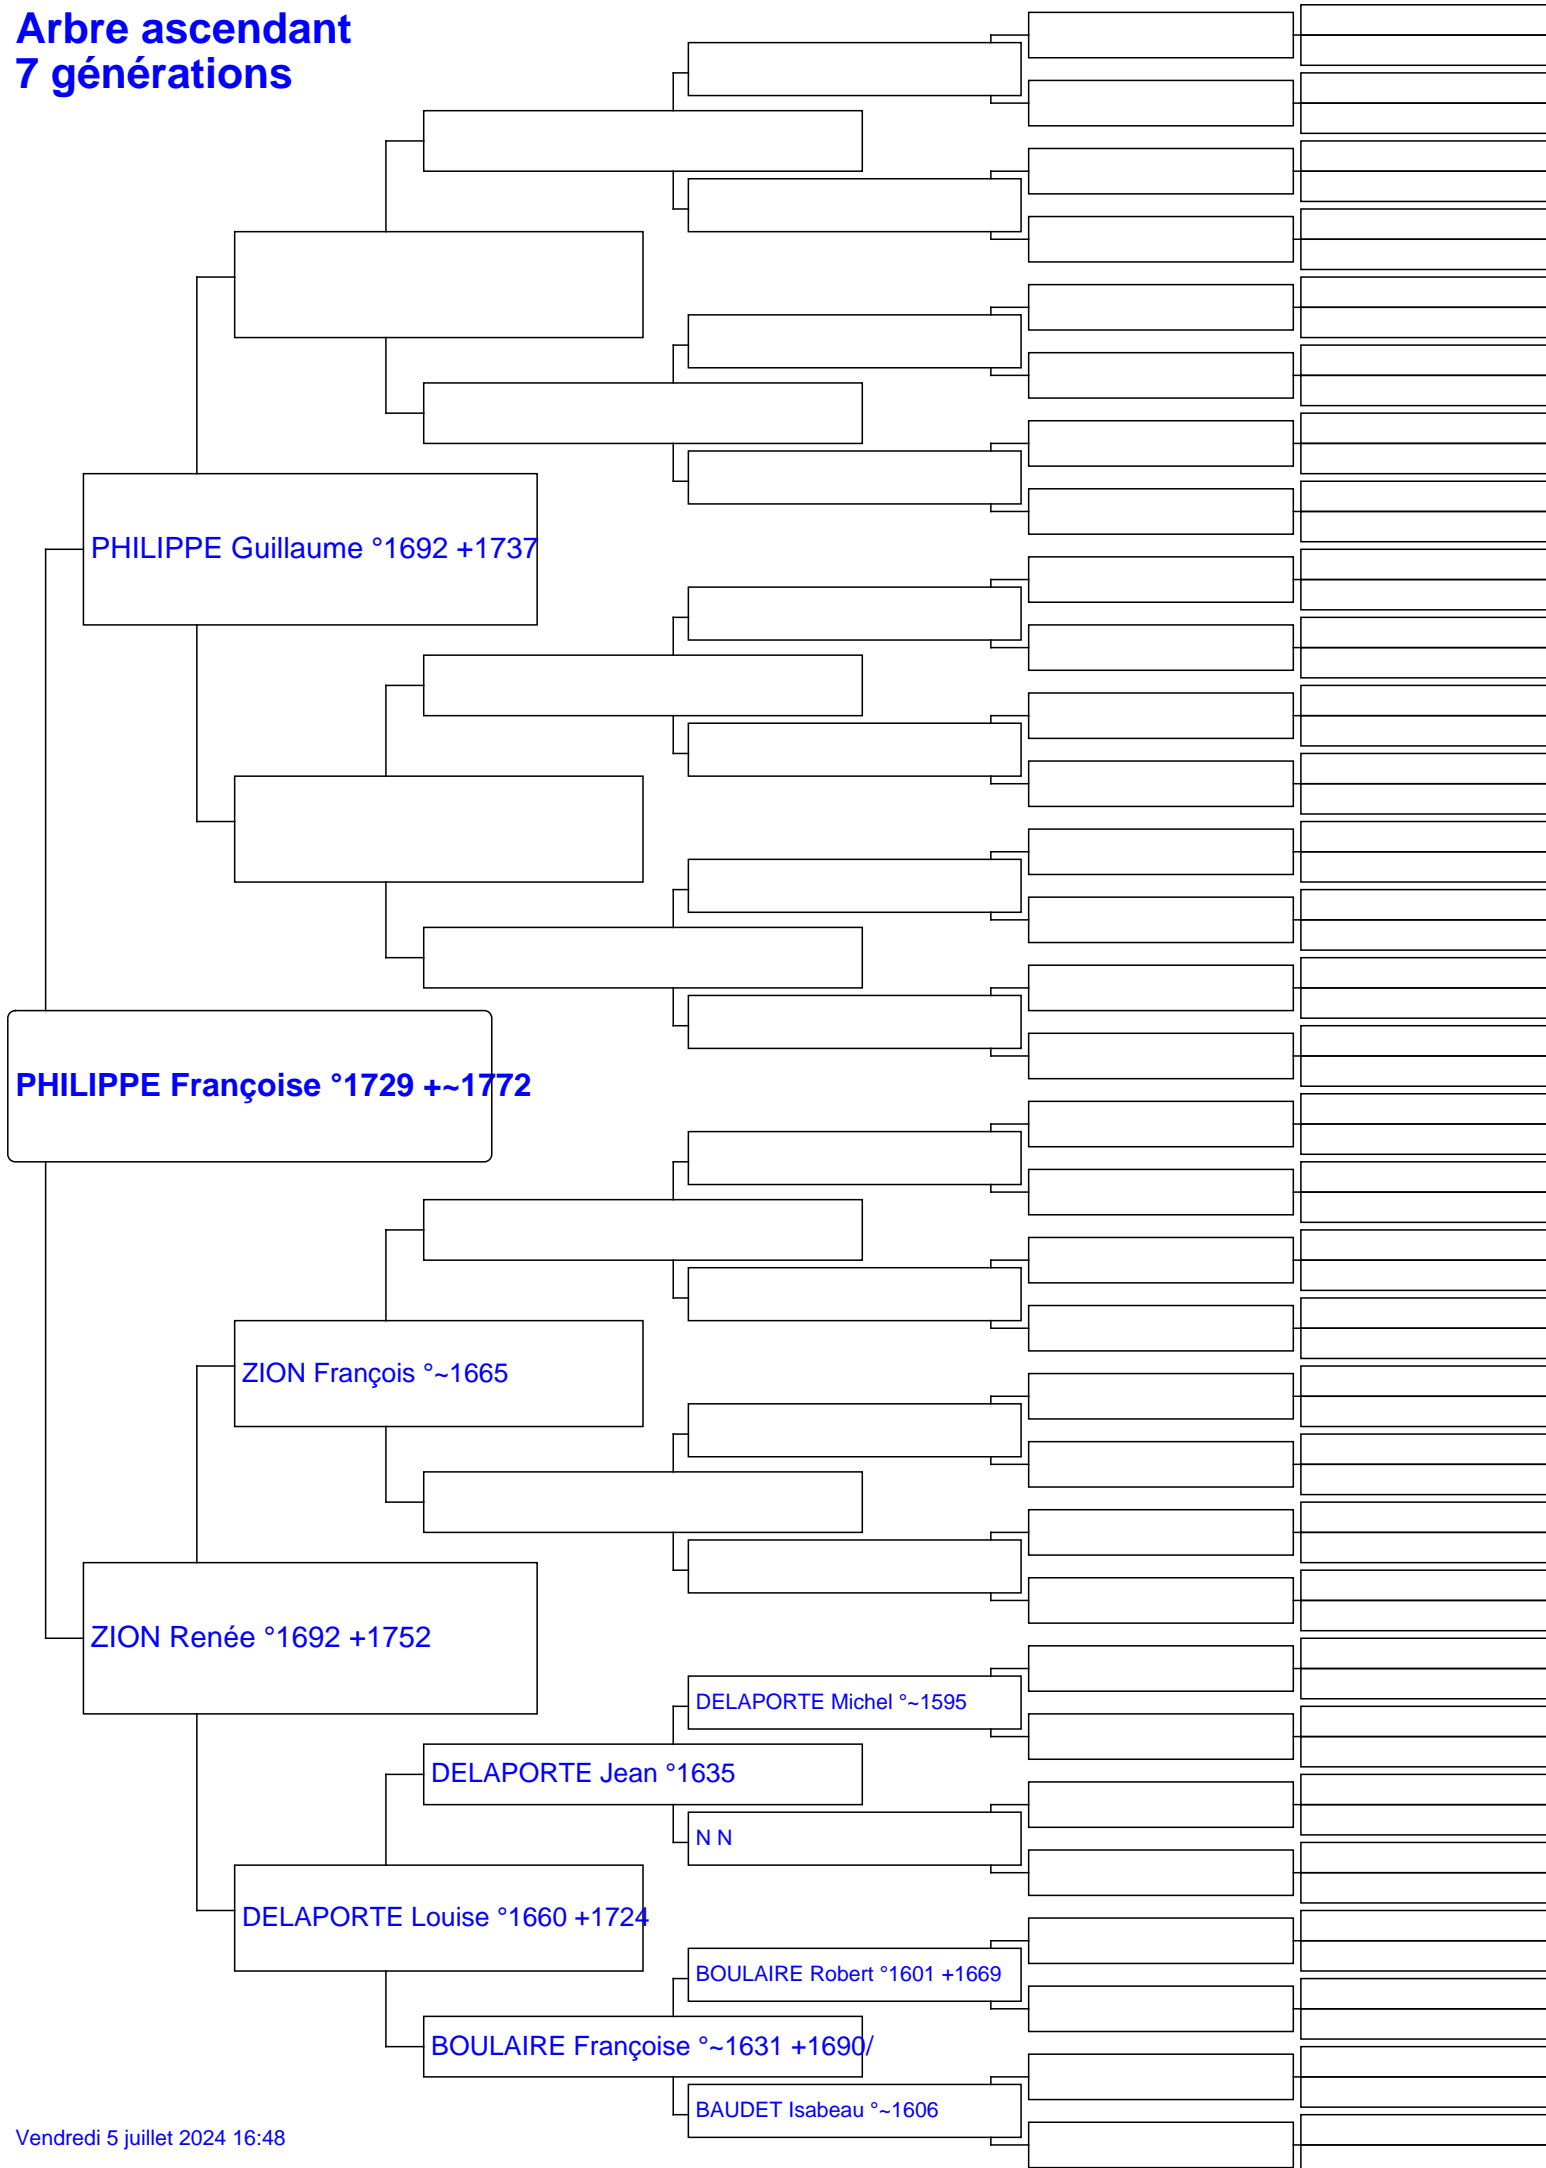 Arbre ascendant
7 générations
PHILIPPE Guillaume °1692 +1737
PHILIPPE Françoise °1729 +~1772
ZION François °~1665
ZION Renée °1692 +1752
DELAPORTE Michel °~1595
DELAPORTE Jean °1635
N N
DELAPORTE Louise °1660 +1724
BOULAIRE Robert °1601 +1669
BOULAIRE Françoise °~1631 +1690/
BAUDET Isabeau °~1606
Vendredi 5 juillet 2024 16:48